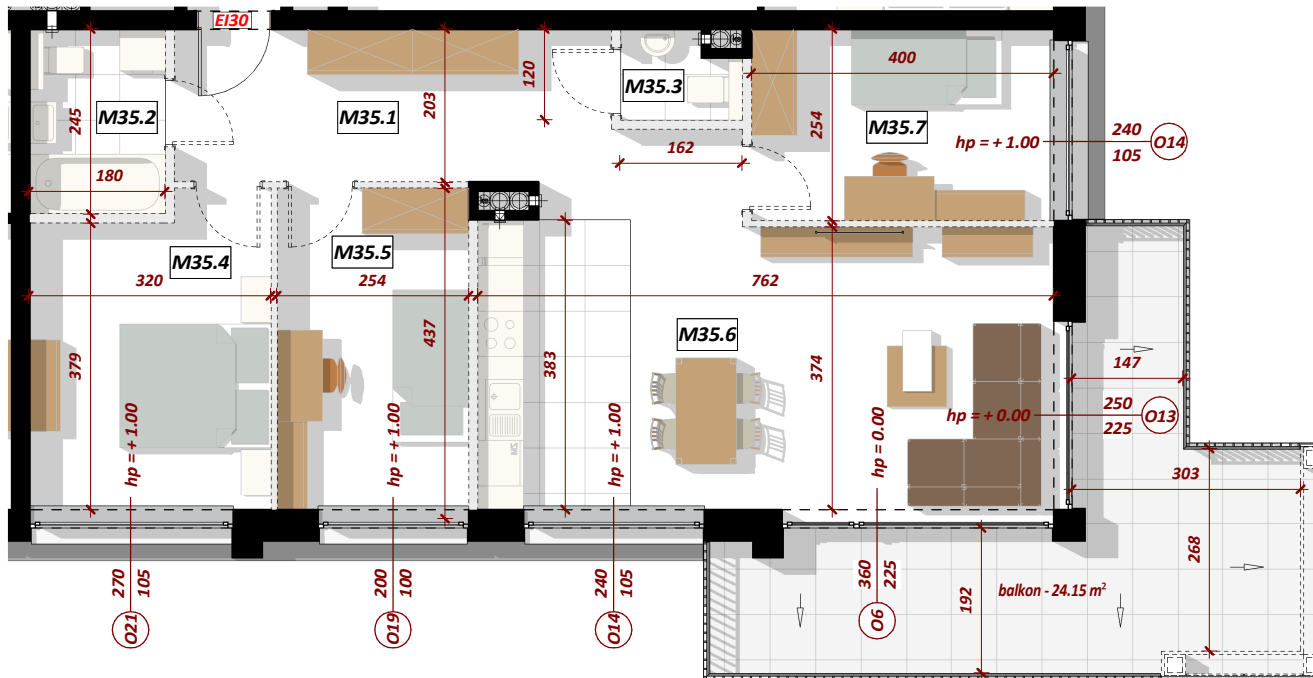 EI30
M35.2
245
180
M35.1
203
120
M35.3
162
400
254
M35.7
hp = + 1.00
240
105
O14
M35.4
320
M35.5
254
762
379
437
383
M35.6
374
MS
hp = + 1.00
hp = + 1.00
hp = + 1.00
hp = 0.00
hp = + 0.00
147
250
225
O13
303
268
192
balkon - 24.15 m²
270
105
O21
200
100
O19
240
105
O14
360
225
O6